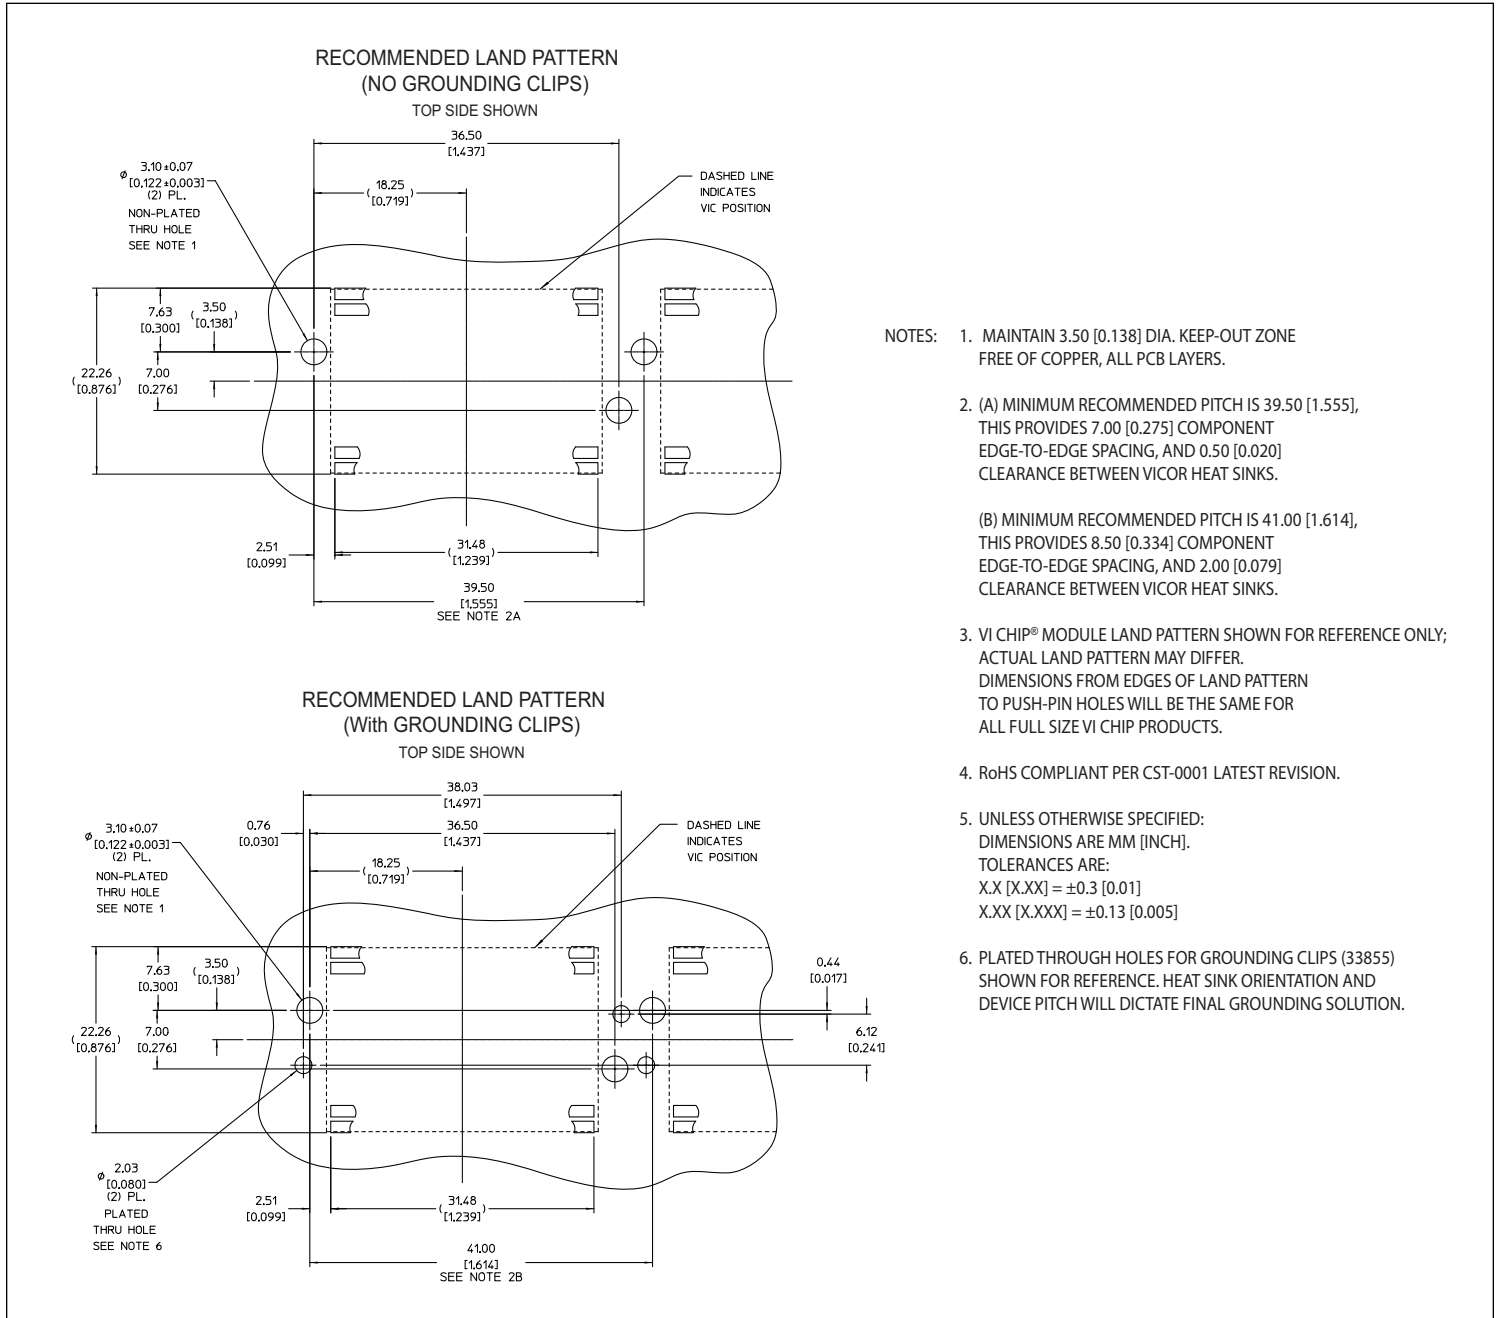 RECOMMENDED LAND PATTERN
(NO GROUNDING CLIPS)
TOP SIDE SHOWN
36.50
[1.437]
⌀ 3.10±0.07
[0.122±0.003]
(2) PL.
NON-PLATED
THRU HOLE
SEE NOTE 1
(18.25
[0.719])
DASHED LINE
INDICATES
VIC POSITION
7.63
[0.300]
(3.50
[0.138])
(22.26
[0.876])
7.00
[0.276]
2.51
[0.099]
(31.48
[1.239])
39.50
[1.555]
SEE NOTE 2A
RECOMMENDED LAND PATTERN
(With GROUNDING CLIPS)
TOP SIDE SHOWN
38.03
[1.497]
⌀ 3.10±0.07
[0.122±0.003]
(2) PL.
NON-PLATED
THRU HOLE
SEE NOTE 1
0.76
[0.030]
36.50
[1.437]
(18.25
[0.719])
DASHED LINE
INDICATES
VIC POSITION
7.63
[0.300]
(3.50
[0.138])
0.44
[0.017]
(22.26
[0.876])
7.00
[0.276]
6.12
[0.241]
⌀ 2.03
[0.080]
(2) PL.
PLATED
THRU HOLE
SEE NOTE 6
2.51
[0.099]
(31.48
[1.239])
41.00
[1.614]
SEE NOTE 2B
NOTES: 1. MAINTAIN 3.50 [0.138] DIA. KEEP-OUT ZONE
FREE OF COPPER, ALL PCB LAYERS.
2. (A) MINIMUM RECOMMENDED PITCH IS 39.50 [1.555],
THIS PROVIDES 7.00 [0.275] COMPONENT
EDGE-TO-EDGE SPACING, AND 0.50 [0.020]
CLEARANCE BETWEEN VICOR HEAT SINKS.
(B) MINIMUM RECOMMENDED PITCH IS 41.00 [1.614],
THIS PROVIDES 8.50 [0.334] COMPONENT
EDGE-TO-EDGE SPACING, AND 2.00 [0.079]
CLEARANCE BETWEEN VICOR HEAT SINKS.
3. VI CHIP® MODULE LAND PATTERN SHOWN FOR REFERENCE ONLY;
ACTUAL LAND PATTERN MAY DIFFER.
DIMENSIONS FROM EDGES OF LAND PATTERN
TO PUSH-PIN HOLES WILL BE THE SAME FOR
ALL FULL SIZE VI CHIP PRODUCTS.
4. RoHS COMPLIANT PER CST-0001 LATEST REVISION.
5. UNLESS OTHERWISE SPECIFIED:
DIMENSIONS ARE MM [INCH].
TOLERANCES ARE:
X.X [X.XX] = ±0.3 [0.01]
X.XX [X.XXX] = ±0.13 [0.005]
6. PLATED THROUGH HOLES FOR GROUNDING CLIPS (33855)
SHOWN FOR REFERENCE. HEAT SINK ORIENTATION AND
DEVICE PITCH WILL DICTATE FINAL GROUNDING SOLUTION.